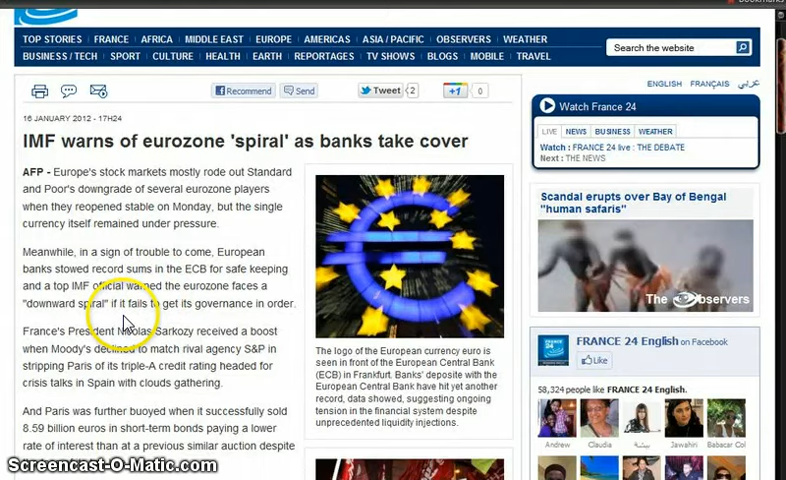 TOP STORIES FRANCE AFRICA MIDDLE EAST EUROPE AMERICAS ASIA / PACIFIC OBSERVERS WEATHER
BUSINESS / TECH SPORT CULTURE HEALTH EARTH REPORTAGES TV SHOWS BLOGS MOBILE TRAVEL
Search the website
ENGLISH FRANÇAIS عربي
Recommend Send Tweet 2 +1 0
16 JANUARY 2012 - 17H24
IMF warns of eurozone 'spiral' as banks take cover
AFP - Europe's stock markets mostly rode out Standard
and Poor's downgrade of several eurozone players
when they reopened stable on Monday, but the single
currency itself remained under pressure.
Meanwhile, in a sign of trouble to come, European
banks stowed record sums in the ECB for safe keeping
and a top IMF official warned the eurozone faces a
"downward spiral" if it fails to get its governance in order.
France's President Nicolas Sarkozy received a boost
when Moody's declined to match rival agency S&P in
stripping Paris of its triple-A credit rating headed for
crisis talks in Spain with clouds gathering.
And Paris was further buoyed when it successfully sold
8.59 billion euros in short-term bonds paying a lower
rate of interest than at a previous similar auction despite
The logo of the European currency euro is
seen in front of the European Central Bank
(ECB) in Frankfurt. Banks' deposite with the
European Central Bank have hit yet another
record, data showed, suggesting ongoing
tension in the financial system despite
unprecedented liquidity injections.
Watch France 24
LIVE NEWS BUSINESS WEATHER
Watch : FRANCE 24 live : THE DEBATE
Next : THE NEWS
Scandal erupts over Bay of Bengal
"human safaris"
The Observers
FRANCE 24 English on Facebook
Like
58,324 people like FRANCE 24 English.
Andrew Claudia بيسة Jawahiri Babacar Col
Screencast-O-Matic.com